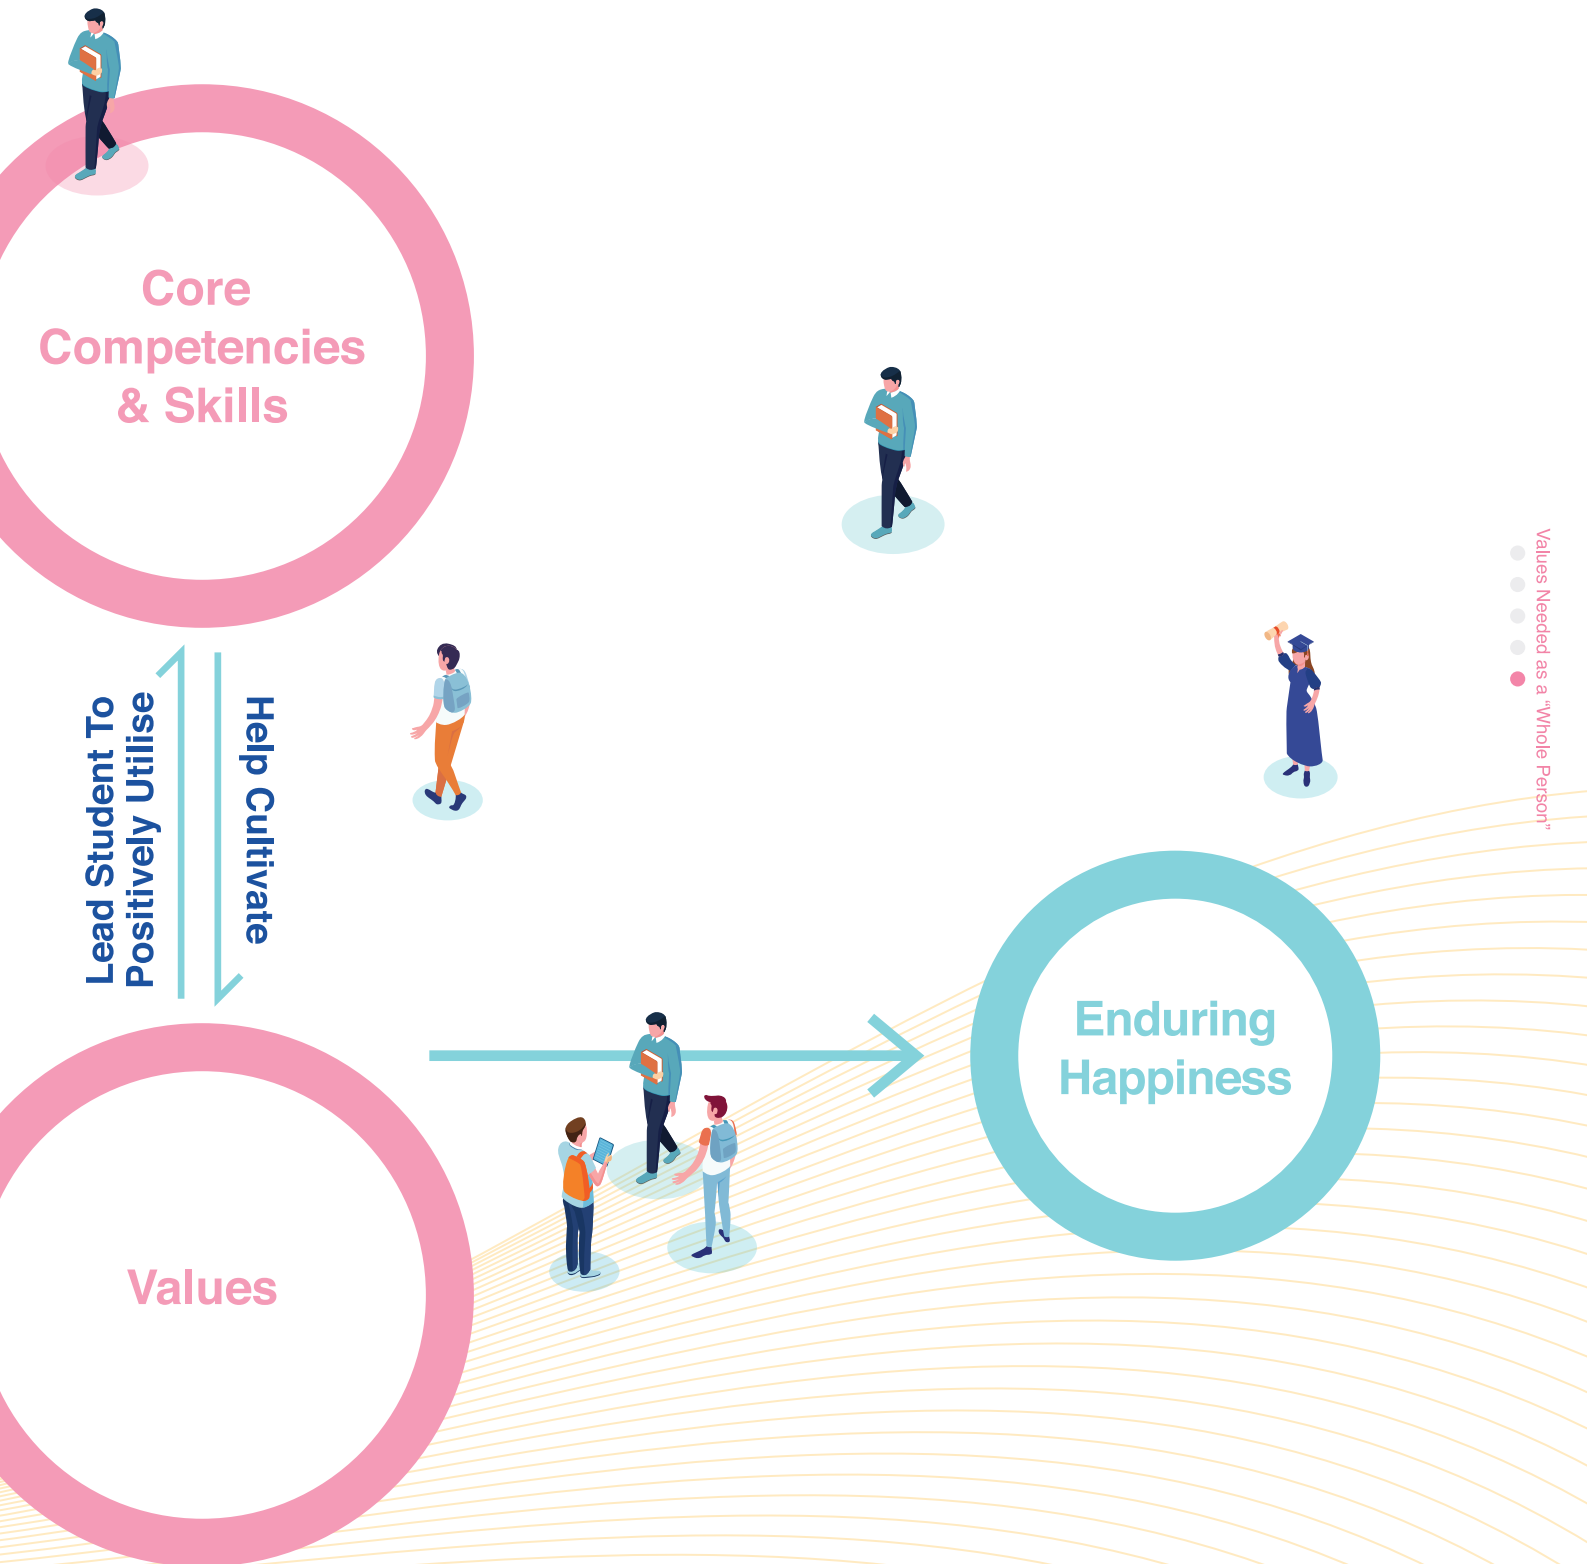 Core
Competencies
& Skills
Lead Student To
Positively Utilise
Help Cultivate
Values
Enduring
Happiness
Values Needed as a “Whole Person”